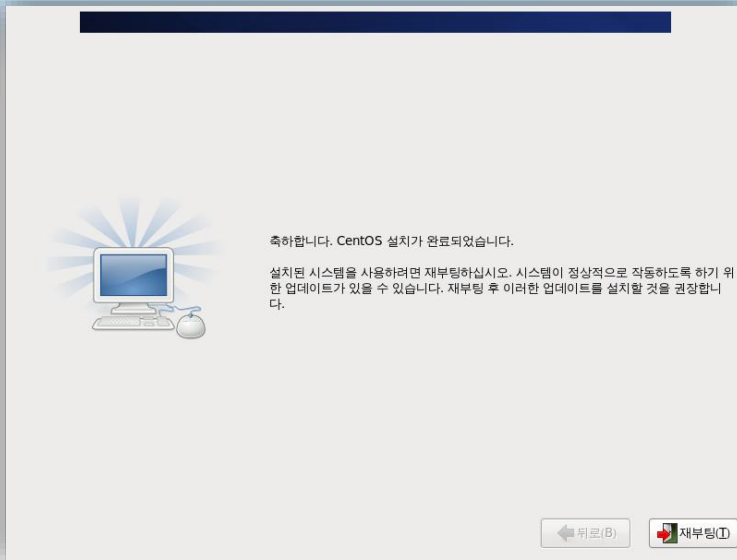 축하합니다. CentOS 설치가 완료되었습니다.
설치된 시스템을 사용하려면 재부팅하십시오. 시스템이 정상적으로 작동하도록 하기 위
한 업데이트가 있을 수 있습니다. 재부팅 후 이러한 업데이트를 설치할 것을 권장합니
다.
뒤로(B)
재부팅(T)